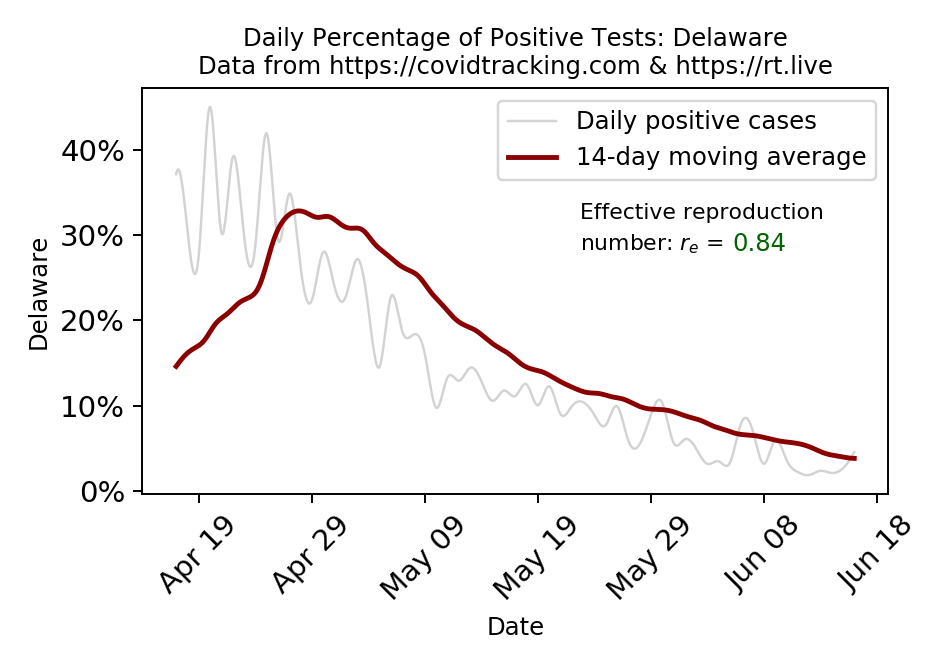 Daily Percentage of Positive Tests: Delaware
Data from https://covidtracking.com & https://rt.live
Daily positive cases
14-day moving average
Effective reproduction
number: rₑ = 0.84
Delaware
40%
30%
20%
10%
0%
Apr 19
Apr 29
May 09
May 19
May 29
Jun 08
Jun 18
Date